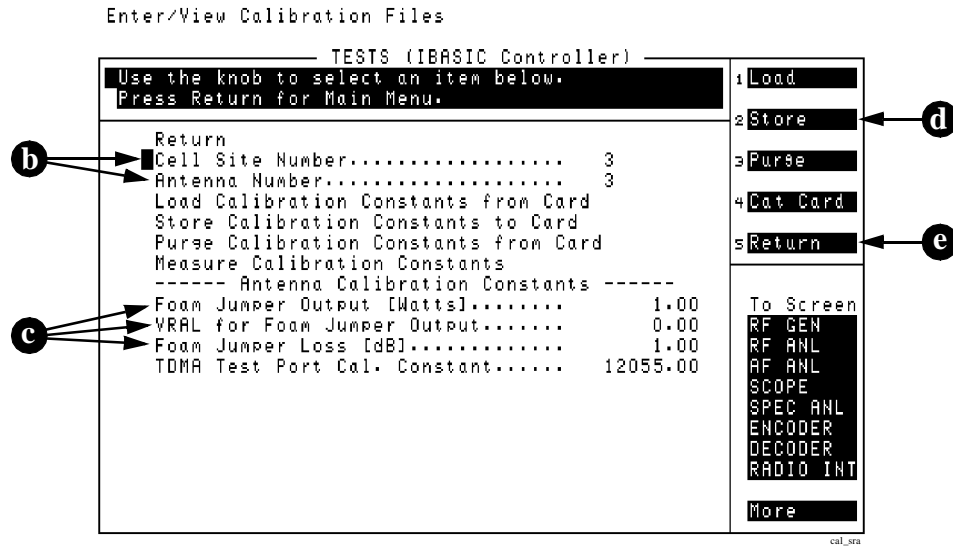 Enter/View Calibration Files
TESTS (IBASIC Controller)
Use the knob to select an item below.
Press Return for Main Menu.
Return
Cell Site Number.................. 3
Antenna Number.................... 3
Load Calibration Constants from Card
Store Calibration Constants to Card
Purge Calibration Constants from Card
Measure Calibration Constants
------ Antenna Calibration Constants ------
Foam Jumper Output [Watts]........ 1.00
VRAL for Foam Jumper Output....... 0.00
Foam Jumper Loss [dB]............. 1.00
TDMA Test Port Cal. Constant...... 12055.00
b
c
1 Load
2 Store
3 Purge
4 Cat Card
5 Return
d
e
To Screen
RF GEN
RF ANL
AF ANL
SCOPE
SPEC ANL
ENCODER
DECODER
RADIO INT
More
cal_sra